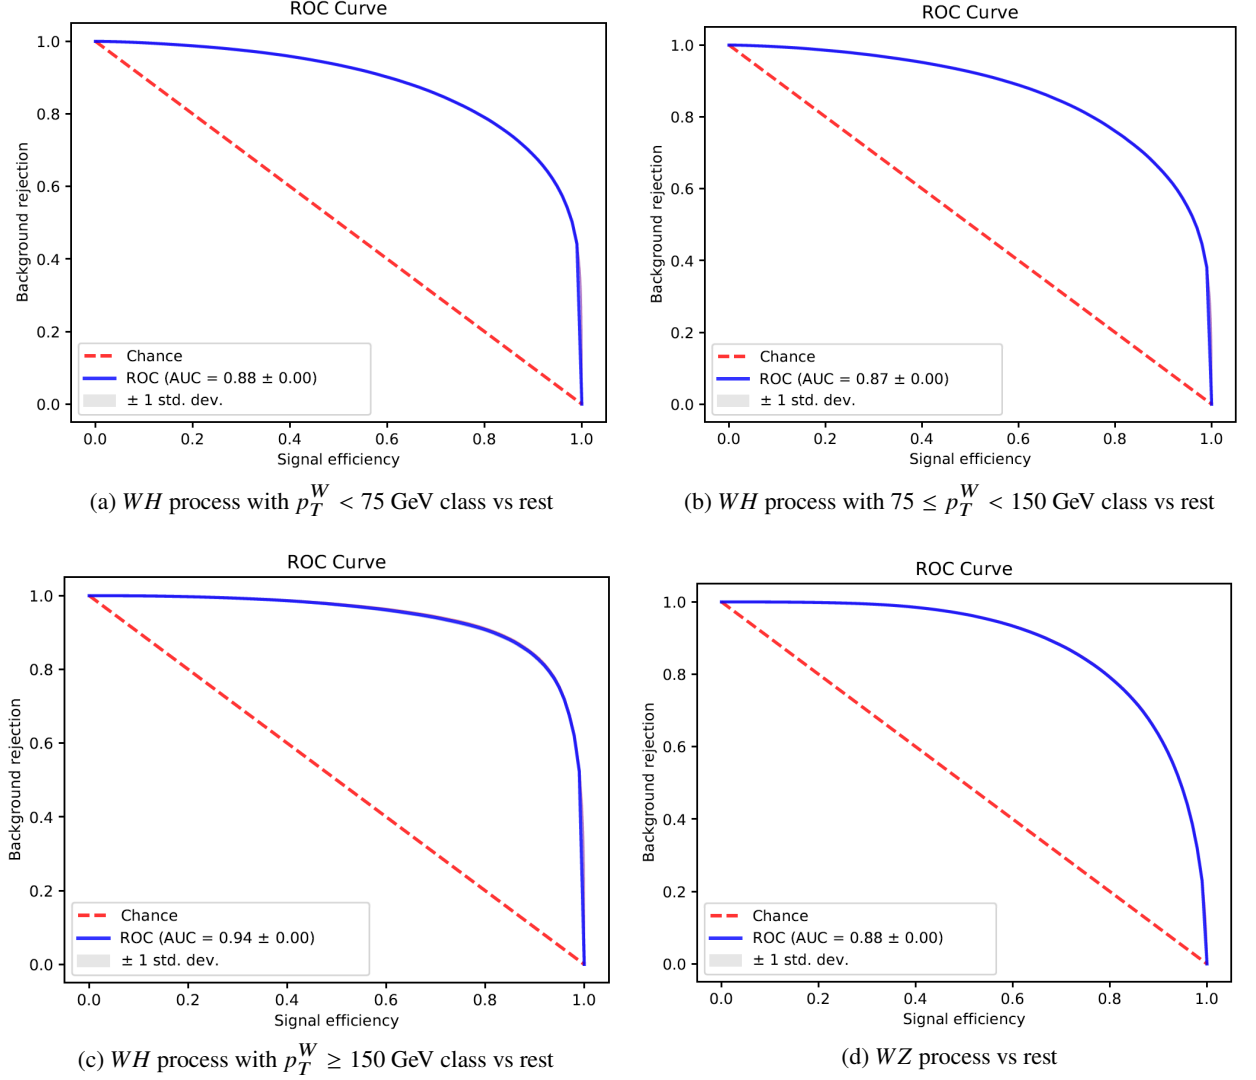 ROC Curve
1.0
0.8
0.6
0.4
0.2
0.0
Background rejection
Chance
ROC (AUC = 0.88 ± 0.00)
± 1 std. dev.
0.0 0.2 0.4 0.6 0.8 1.0
Signal efficiency
(a) WH process with p_T^W < 75 GeV class vs rest
ROC Curve
1.0
0.8
0.6
0.4
0.2
0.0
Background rejection
Chance
ROC (AUC = 0.87 ± 0.00)
± 1 std. dev.
0.0 0.2 0.4 0.6 0.8 1.0
Signal efficiency
(b) WH process with 75 ≤ p_T^W < 150 GeV class vs rest
ROC Curve
1.0
0.8
0.6
0.4
0.2
0.0
Background rejection
Chance
ROC (AUC = 0.94 ± 0.00)
± 1 std. dev.
0.0 0.2 0.4 0.6 0.8 1.0
Signal efficiency
(c) WH process with p_T^W ≥ 150 GeV class vs rest
ROC Curve
1.0
0.8
0.6
0.4
0.2
0.0
Background rejection
Chance
ROC (AUC = 0.88 ± 0.00)
± 1 std. dev.
0.0 0.2 0.4 0.6 0.8 1.0
Signal efficiency
(d) WZ process vs rest